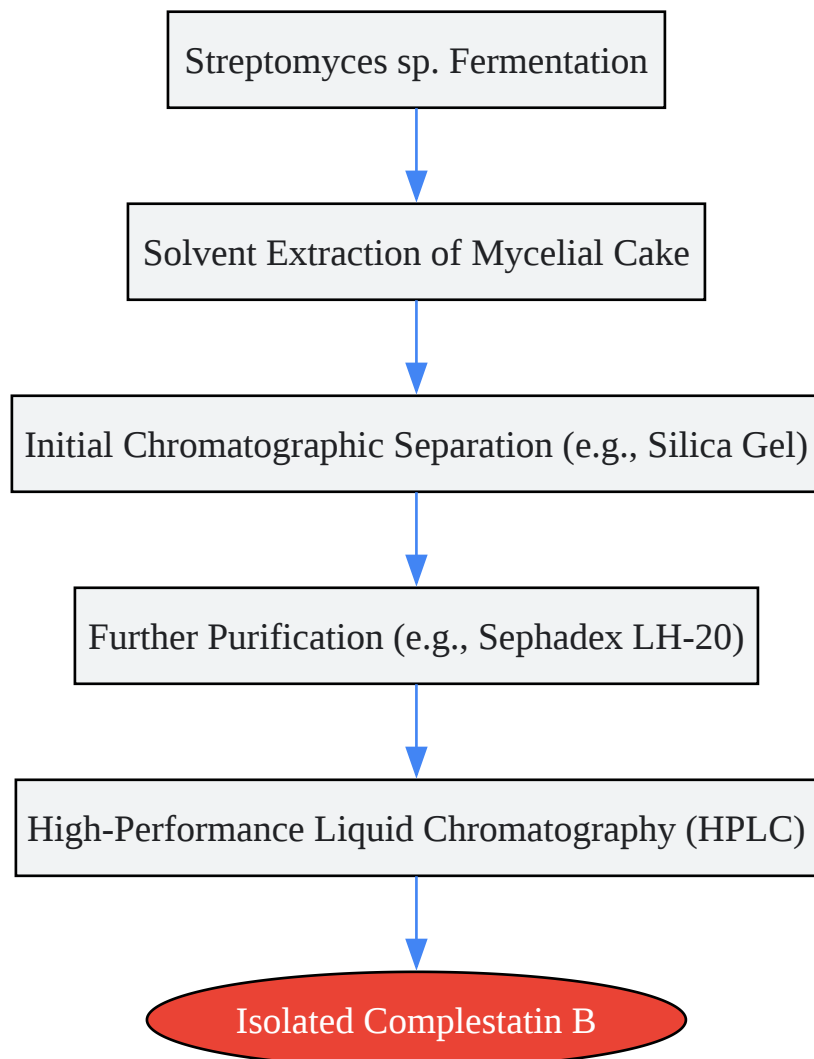 Streptomyces sp. Fermentation
Solvent Extraction of Mycelial Cake
Initial Chromatographic Separation (e.g., Silica Gel)
Further Purification (e.g., Sephadex LH-20)
High-Performance Liquid Chromatography (HPLC)
Isolated Complestatin B